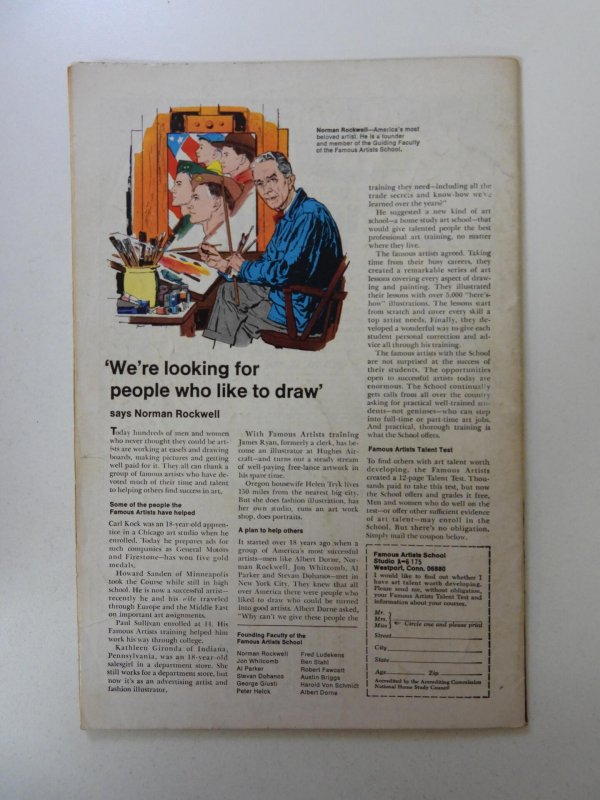 Norman Rockwell—America's most
beloved artist. He is a founder
and member of the Guiding Faculty
of the Famous Artists School.
'We're looking for
people who like to draw'
says Norman Rockwell
Today hundreds of men and women
who never thought they could be art-
ists are working at easels and drawing
boards, making pictures and getting
well paid for it. They all can thank a
group of famous artists who have de-
voted much of their time and talent
to helping others find success in art.
Some of the people the
Famous Artists have helped
Carl Kock was an 18-year-old appren-
tice in a Chicago art studio when he
enrolled. Today he prepares ads for
such companies as General Motors
and Firestone—has won five gold
medals.
Howard Sanden of Minneapolis
took the Course while still in high
school. He is now a successful artist—
recently he and his wife traveled
through Europe and the Middle East
on important art assignments.
Paul Sullivan enrolled at 14. His
Famous Artists training helped him
work his way through college.
Kathleen Gironda of Indiana,
Pennsylvania, was an 18-year-old
salesgirl in a department store. She
still works for a department store, but
now it's as an advertising artist and
fashion illustrator.
With Famous Artists training
James Ryan, formerly a clerk, has be-
come an illustrator at Hughes Air-
craft—and turns out a steady stream
of well-paying free-lance artwork in
his spare time.
Oregon housewife Helen Tryk lives
150 miles from the nearest big city.
But she does fashion illustration, has
her own studio, runs an art work
shop, does portraits.
A plan to help others
It started over 18 years ago when a
group of America's most successful
artists—men like Albert Dorne, Nor-
man Rockwell, Jon Whitcomb, Al
Parker and Stevan Dohanos—met in
New York City. They knew that all
over America there were people who
liked to draw who could be turned
into good artists. Albert Dorne asked,
"Why can't we give these people the
Founding Faculty of the
Famous Artists School
Norman Rockwell
Jon Whitcomb
Al Parker
Stevan Dohanos
George Giusti
Peter Helck
Fred Ludekens
Ben Stahl
Robert Fawcett
Austin Briggs
Harold Von Schmidt
Albert Dorne
training they need—including all the
trade secrets and know-how we've
learned over the years?"
He suggested a new kind of art
school—a home study art school—that
would give talented people the best
professional art training, no matter
where they live.
The famous artists agreed. Taking
time from their busy careers, they
created a remarkable series of art
lessons covering every aspect of draw-
ing and painting. They illustrated
their lessons with over 5,000 "here's-
how" illustrations. The lessons start
from scratch and cover every skill a
top artist needs. Finally, they de-
veloped a wonderful way to give each
student personal correction and ad-
vice all through his training.
The famous artists with the School
are not surprised at the success of
their students. The opportunities
open to successful artists today are
enormous. The School continually
gets calls from all over the country
asking for practical well-trained stu-
dents—not geniuses—who can step
into full-time or part-time art jobs.
And practical, thorough training is
what the School offers.
Famous Artists Talent Test
To find others with art talent worth
developing, the Famous Artists
created a 12-page Talent Test. Thou-
sands paid to take this test, but now
the School offers and grades it free.
Men and women who do well on the
test—or offer other sufficient evidence
of art talent—may enroll in the
School. But there's no obligation.
Simply mail the coupon below.
Famous Artists School
Studio A-6175
Westport, Conn. 06880
I would like to find out whether I
have art talent worth developing.
Please send me, without obligation,
your Famous Artists Talent Test and
information about your courses.
Mr.
Mrs.
Miss
Circle one and please print
Street
City
State
Age Zip
Accredited by the Accrediting Commission
National Home Study Council